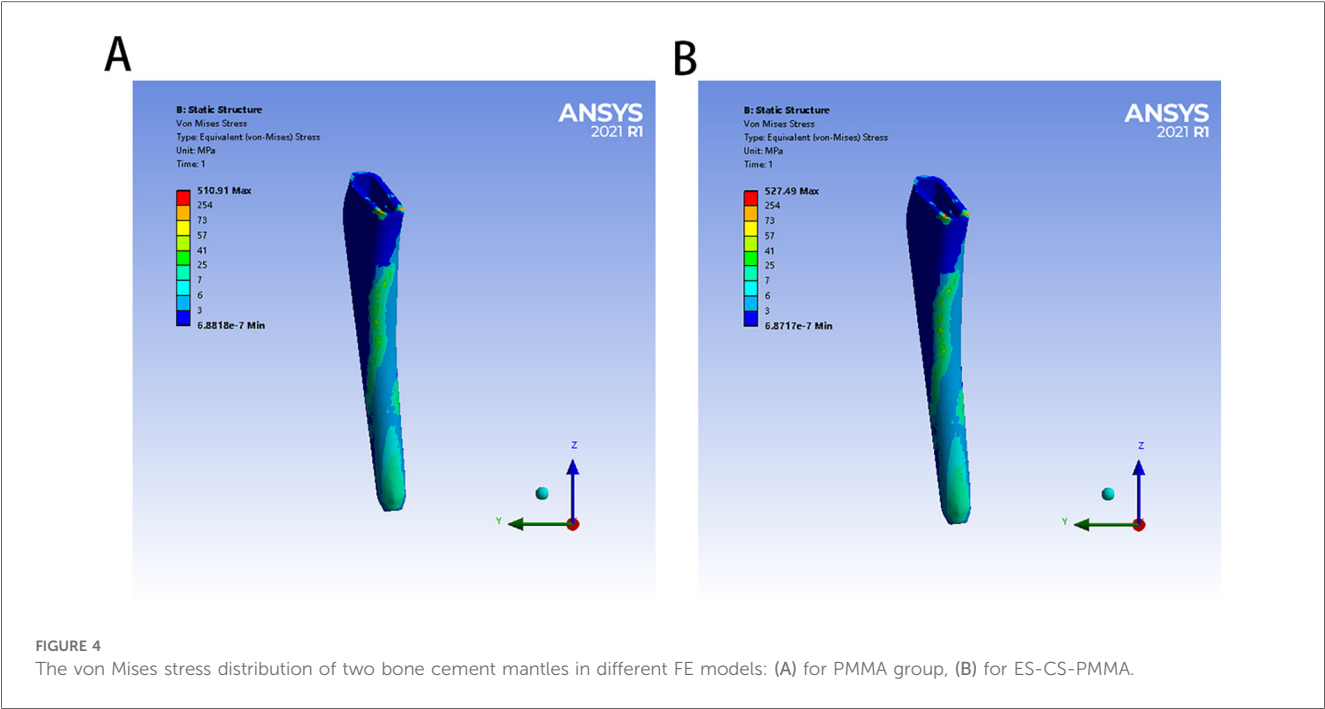 A
B: Static Structure
Von Mises Stress
Type: Equivalent (von-Mises) Stress
Unit: MPa
Time: 1
510.91 Max
254
73
57
41
25
7
6
3
6.8818e-7 Min
ANSYS
2021 R1
Z
Y
B
B: Static Structure
Von Mises Stress
Type: Equivalent (von-Mises) Stress
Unit: MPa
Time: 1
527.49 Max
254
73
57
41
25
7
6
3
6.8717e-7 Min
ANSYS
2021 R1
Z
Y
FIGURE 4
The von Mises stress distribution of two bone cement mantles in different FE models: (A) for PMMA group, (B) for ES-CS-PMMA.